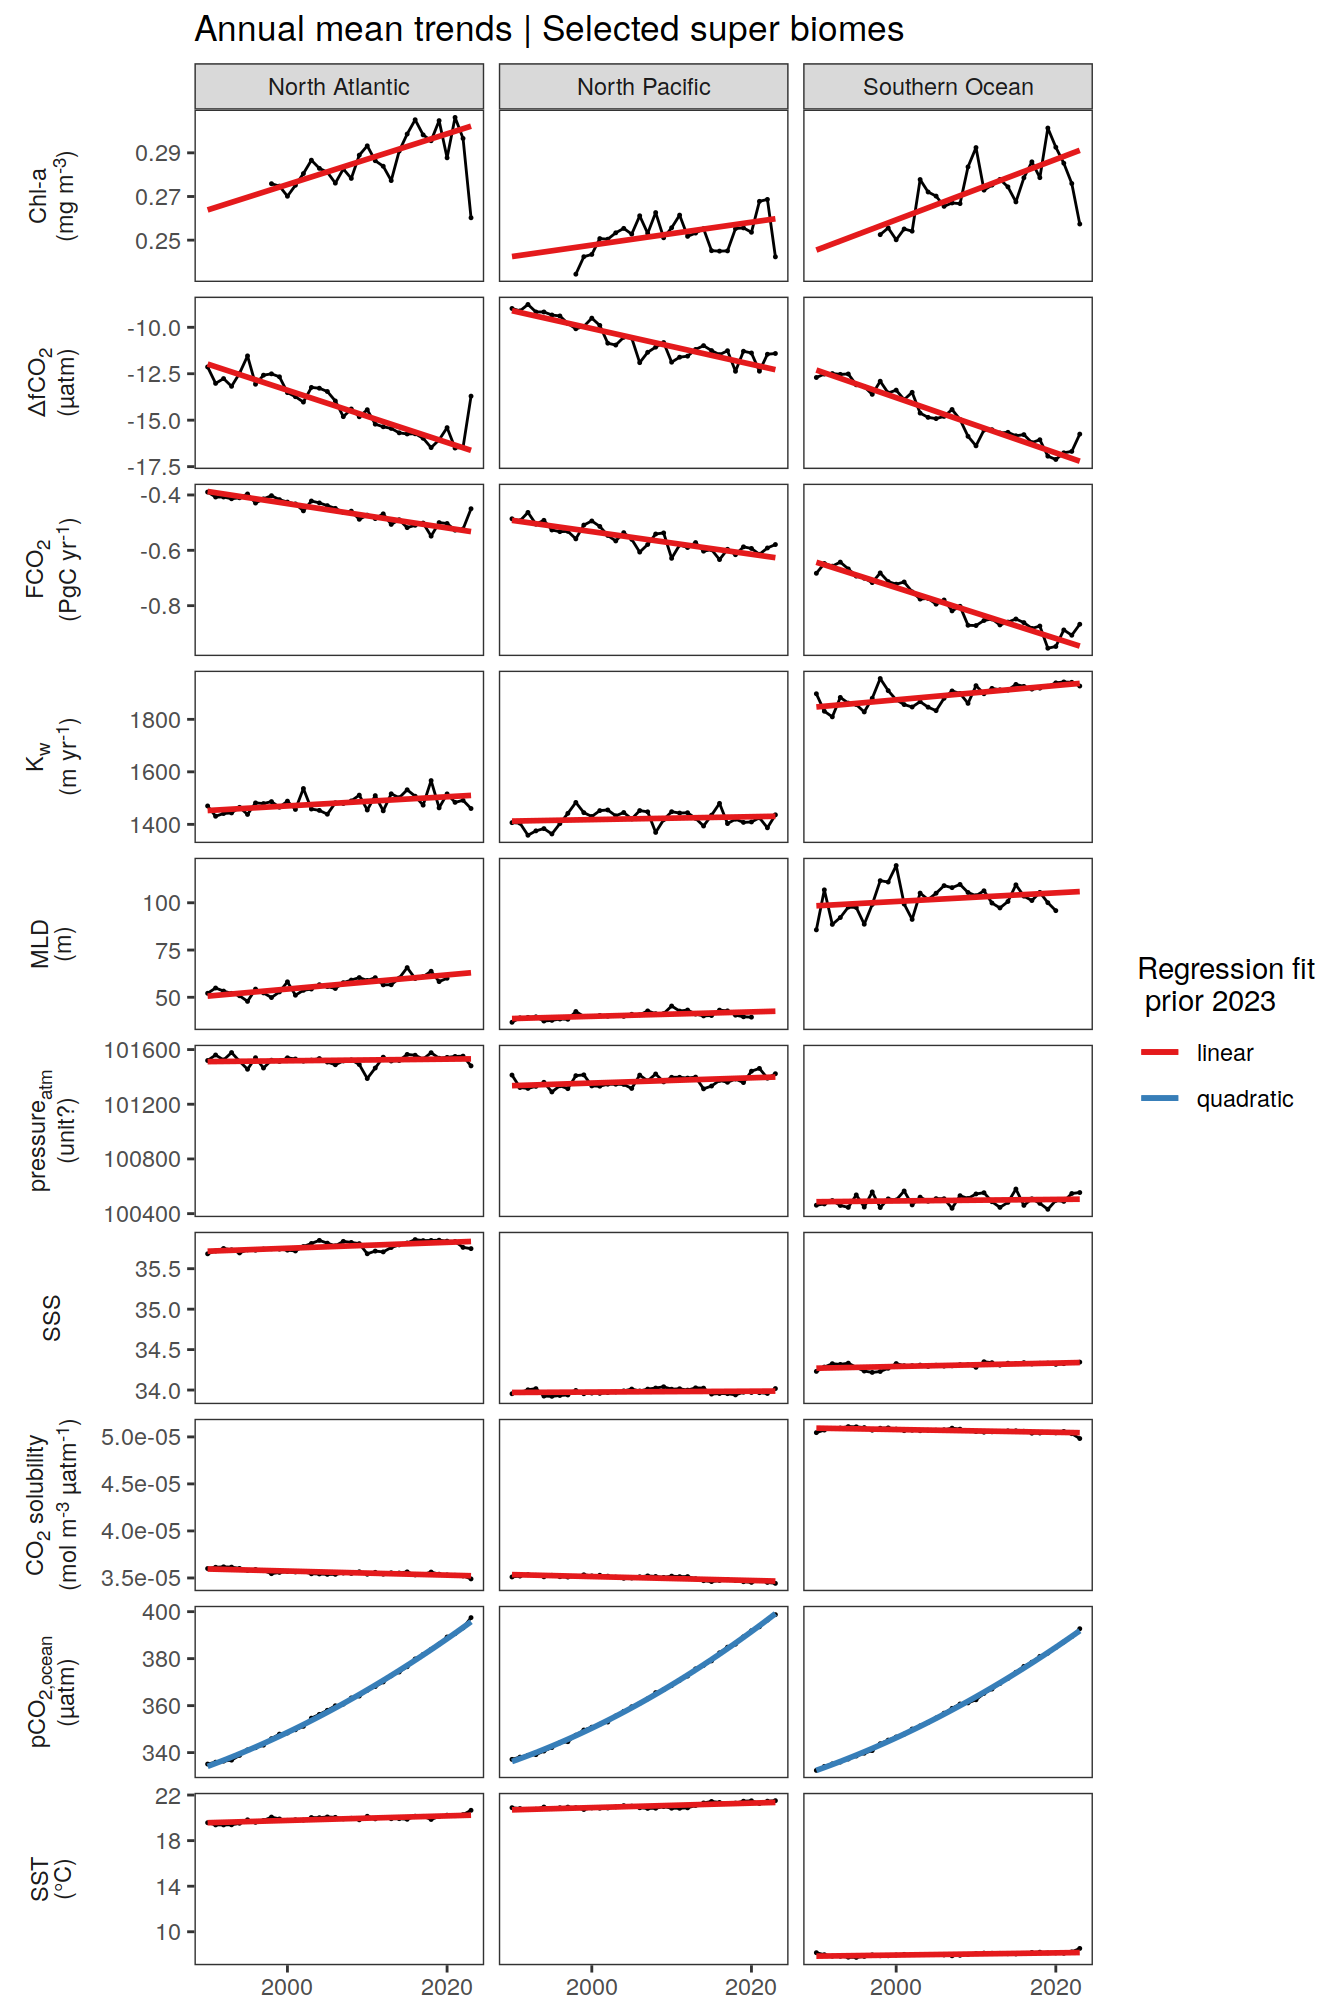 Annual mean trends | Selected super biomes
North Atlantic
North Pacific
Southern Ocean
Chl-a
(mg m-3)
0.29
0.27
0.25
ΔfCO2
(µatm)
-10.0
-12.5
-15.0
-17.5
FCO2
(PgC yr-1)
-0.4
-0.6
-0.8
Kw
(m yr-1)
1800
1600
1400
MLD
(m)
100
75
50
pressureatm
(unit?)
101600
101200
100800
100400
SSS
35.5
35.0
34.5
34.0
CO2 solubility
(mol m-3 µatm-1)
5.0e-05
4.5e-05
4.0e-05
3.5e-05
pCO2,ocean
(µatm)
400
380
360
340
SST
(°C)
22
18
14
10
2000
2020
2000
2020
2000
2020
Regression fit
prior 2023
linear
quadratic